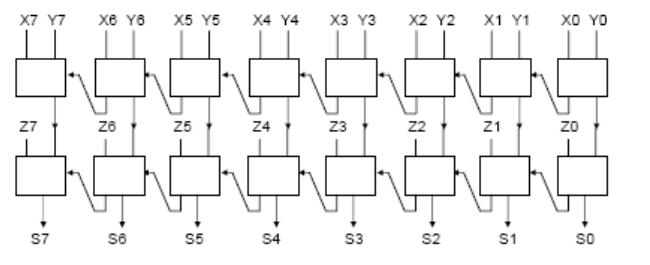 X7 Y7 X6 Y6 X5 Y5 X4 Y4 X3 Y3 X2 Y2 X1 Y1 X0 Y0
Z7 Z6 Z5 Z4 Z3 Z2 Z1 Z0
S7 S6 S5 S4 S3 S2 S1 S0